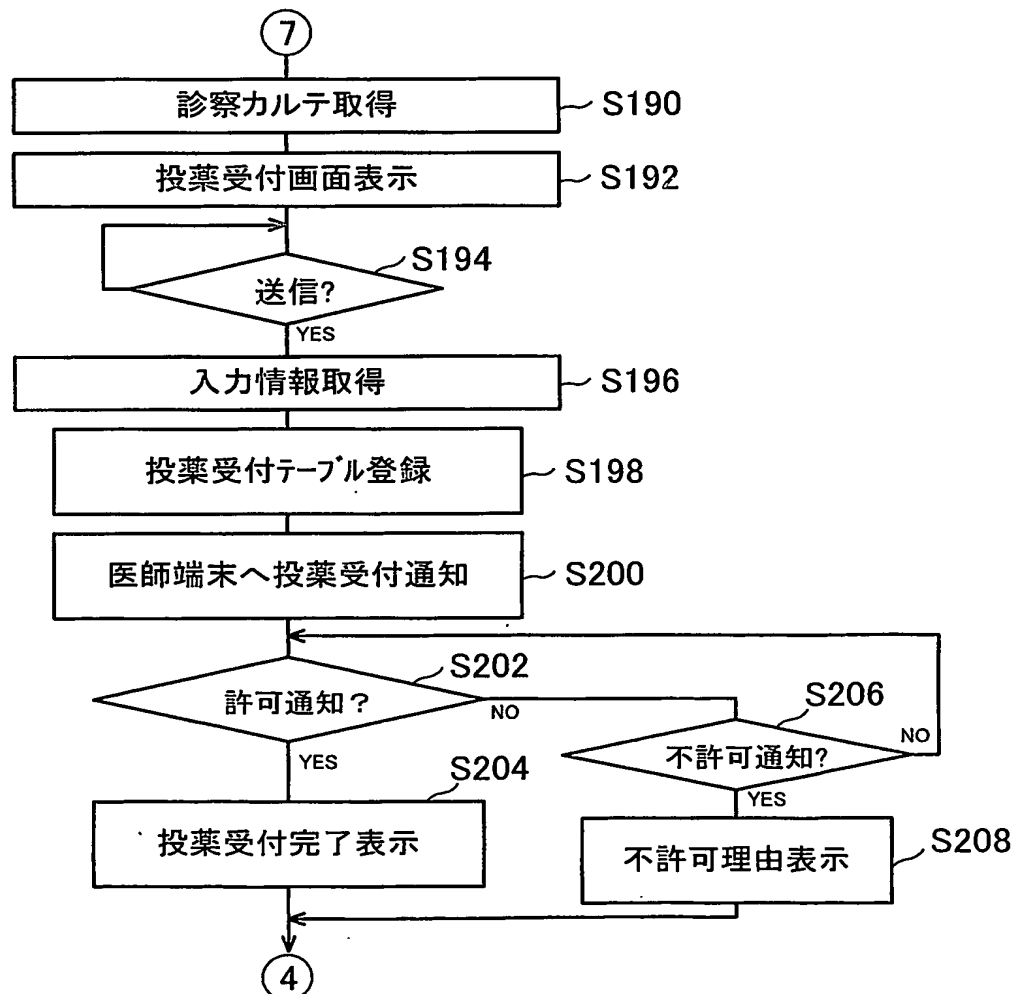 7
診察カルテ取得
S190
投薬受付画面表示
S192
S194
送信?
YES
入力情報取得
S196
投薬受付テーブル登録
S198
医師端末へ投薬受付通知
S200
S202
許可通知?
NO
YES
S206
不許可通知?
NO
YES
S204
投薬受付完了表示
不許可理由表示
S208
4